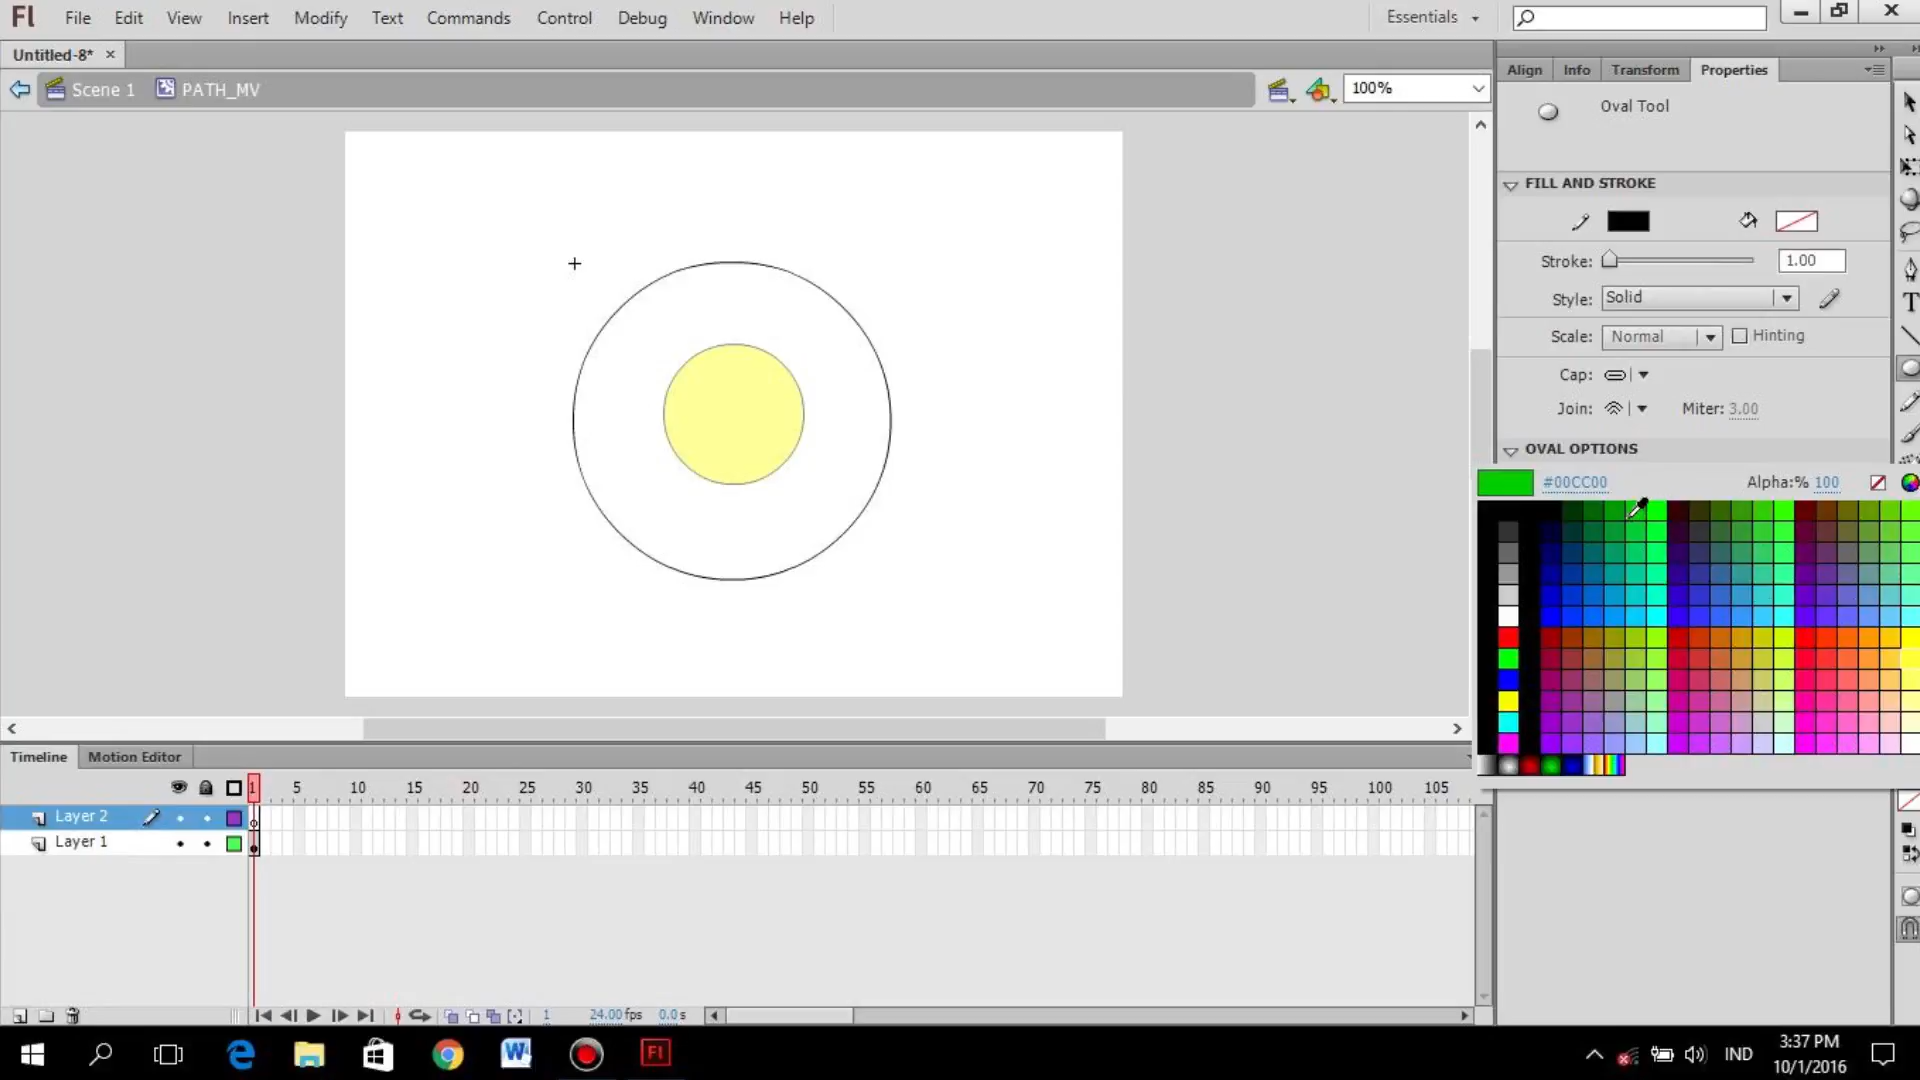 Fl File Edit View Insert Modify Text Commands Control Debug Window Help Essentials
Untitled-8* ×
Scene 1 PATH_MV 100%
Align Info Transform Properties
Oval Tool
FILL AND STROKE
Stroke: 1.00
Style: Solid
Scale: Normal Hinting
Cap:
Join: Miter: 3.00
OVAL OPTIONS
#00CC00 Alpha:% 100
T
Timeline Motion Editor
1 5 10 15 20 25 30 35 40 45 50 55 60 65 70 75 80 85 90 95 100 105
Layer 2
Layer 1
1 24.00 fps 0.0 s
W Fl IND
3:37 PM
10/1/2016